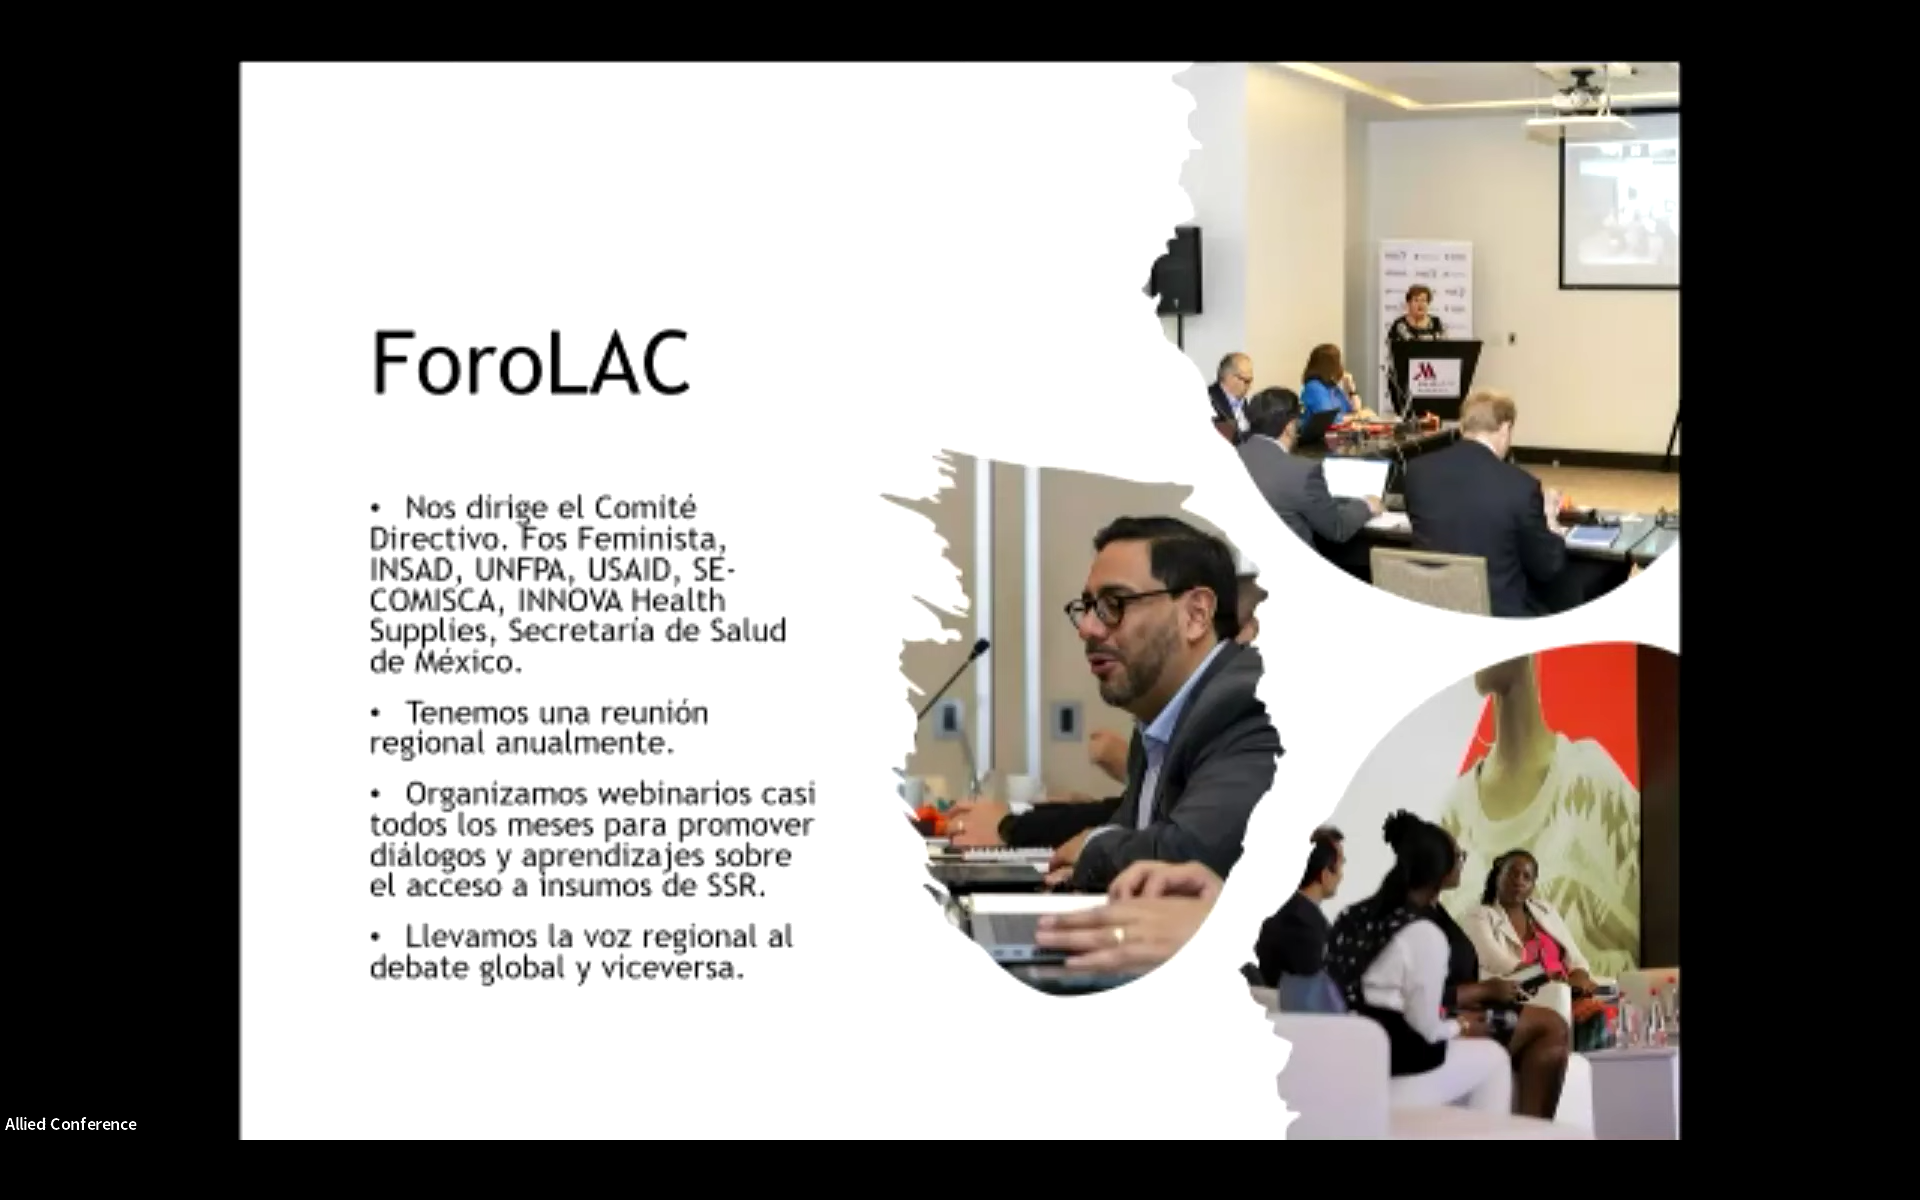 ForoLAC
• Nos dirige el Comité
Directivo. Fos Feminista,
INSAD, UNFPA, USAID, SE-
COMISCA, INNOVA Health
Supplies, Secretaría de Salud
de México.
• Tenemos una reunión
regional anualmente.
• Organizamos webinarios casi
todos los meses para promover
diálogos y aprendizajes sobre
el acceso a insumos de SSR.
• Llevamos la voz regional al
debate global y viceversa.
Allied Conference